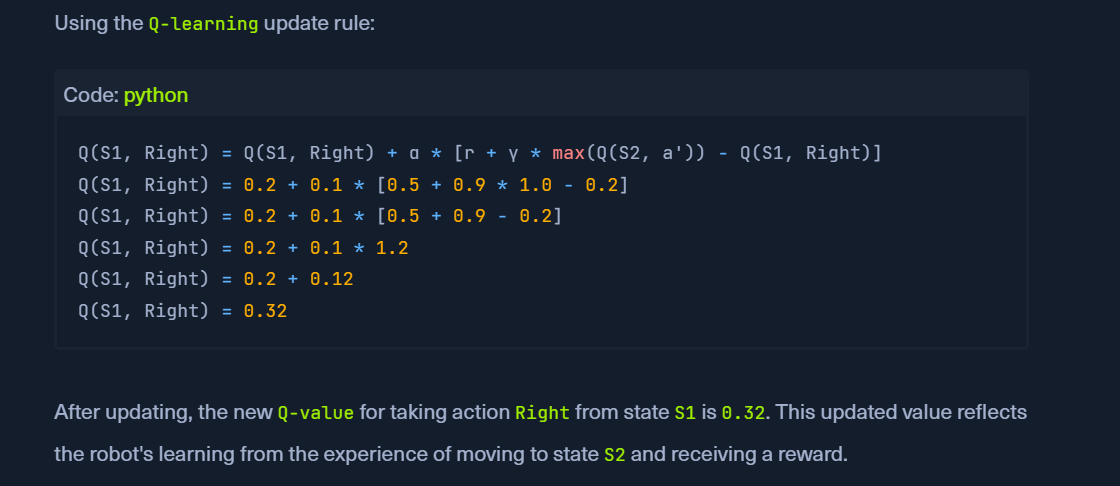 Using the Q-learning update rule:
Code: python
Q(S1, Right) = Q(S1, Right) + α * [r + γ * max(Q(S2, a')) - Q(S1, Right)]
Q(S1, Right) = 0.2 + 0.1 * [0.5 + 0.9 * 1.0 - 0.2]
Q(S1, Right) = 0.2 + 0.1 * [0.5 + 0.9 - 0.2]
Q(S1, Right) = 0.2 + 0.1 * 1.2
Q(S1, Right) = 0.2 + 0.12
Q(S1, Right) = 0.32
After updating, the new Q-value for taking action Right from state S1 is 0.32. This updated value reflects
the robot's learning from the experience of moving to state S2 and receiving a reward.